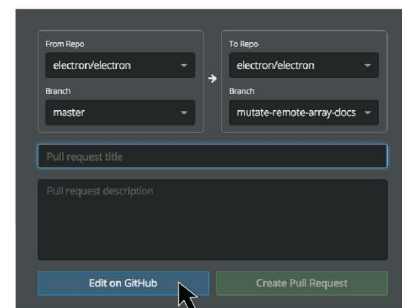 From Repo
electron/electron
Branch
master
To Repo
electron/electron
Branch
mutate-remote-array-docs
Pull request title
Pull request description
Edit on GitHub
Create Pull Request